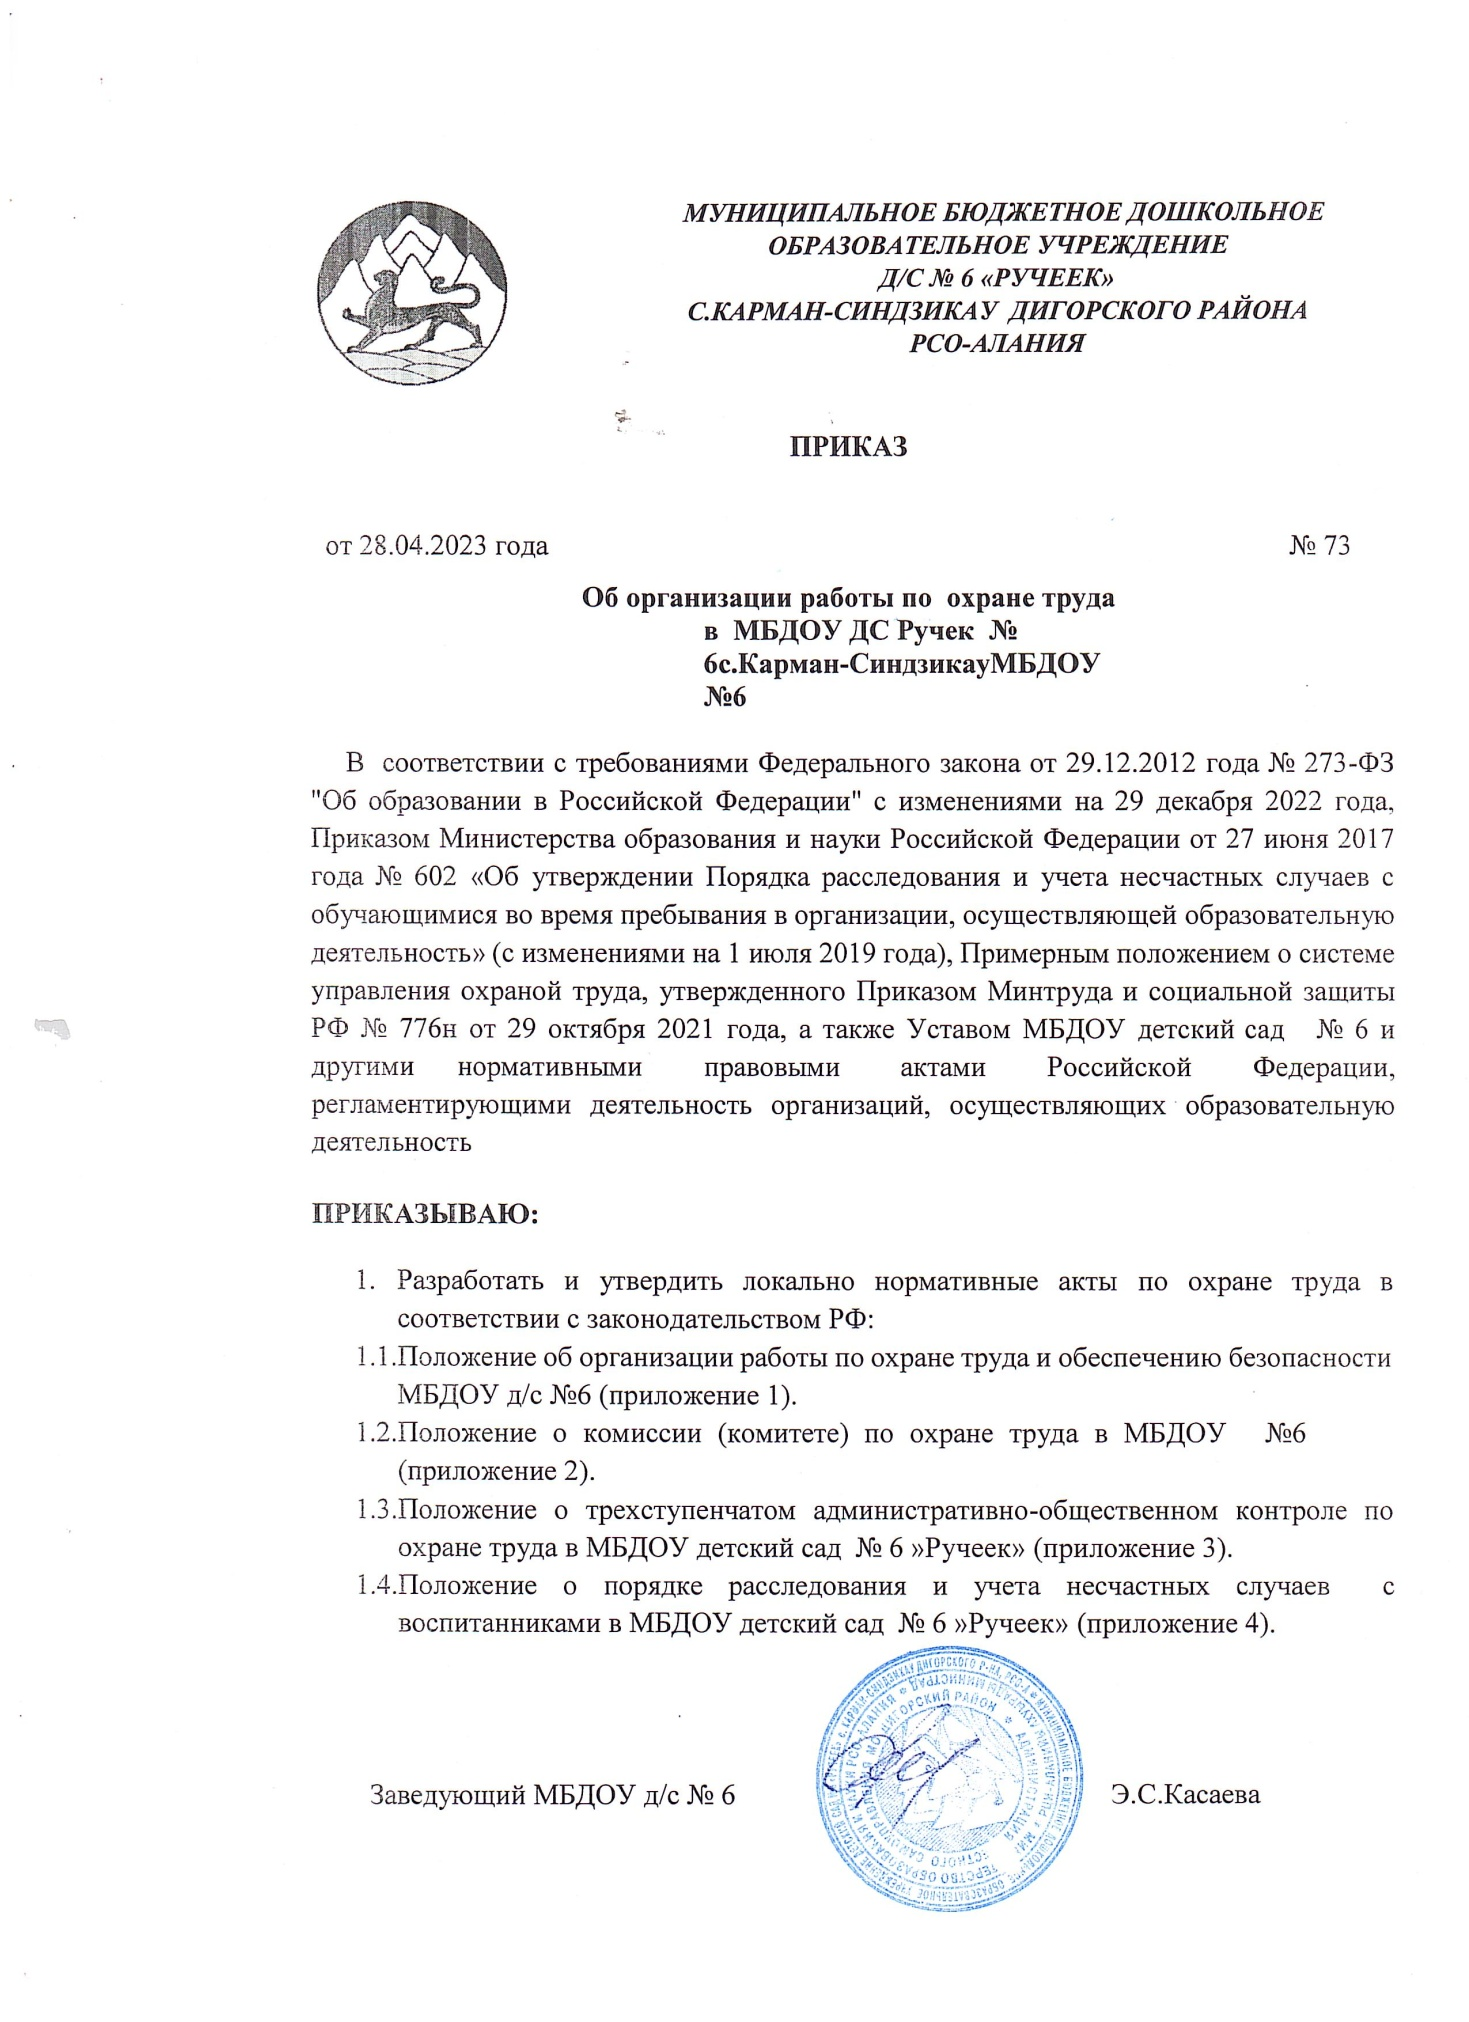 МУНИЦИПАЛЬНОЕ БЮДЖЕТНОЕ ДОШКОЛЬНОЕ
ОБРАЗОВАТЕЛЬНОЕ УЧРЕЖДЕНИЕ
Д/С № 6 «РУЧЕЕК»
С.КАРМАН-СИНДЗИКАУ ДИГОРСКОГО РАЙОНА
РСО-АЛАНИЯ
ПРИКАЗ
от 28.04.2023 года № 73
Об организации работы по охране труда
в МБДОУ ДС Ручек №
6с.Карман-СиндзикауМБДОУ
№6
В соответствии с требованиями Федерального закона от 29.12.2012 года № 273-ФЗ
"Об образовании в Российской Федерации" с изменениями на 29 декабря 2022 года,
Приказом Министерства образования и науки Российской Федерации от 27 июня 2017
года № 602 «Об утверждении Порядка расследования и учета несчастных случаев с
обучающимися во время пребывания в организации, осуществляющей образовательную
деятельность» (с изменениями на 1 июля 2019 года), Примерным положением о системе
управления охраной труда, утвержденного Приказом Минтруда и социальной защиты
РФ № 776н от 29 октября 2021 года, а также Уставом МБДОУ детский сад № 6 и
другими нормативными правовыми актами Российской Федерации,
регламентирующими деятельность организаций, осуществляющих образовательную
деятельность
ПРИКАЗЫВАЮ:
1. Разработать и утвердить локально нормативные акты по охране труда в
соответствии с законодательством РФ:
1.1.Положение об организации работы по охране труда и обеспечению безопасности
МБДОУ д/с №6 (приложение 1).
1.2.Положение о комиссии (комитете) по охране труда в МБДОУ №6
(приложение 2).
1.3.Положение о трехступенчатом административно-общественном контроле по
охране труда в МБДОУ детский сад № 6 »Ручеек» (приложение 3).
1.4.Положение о порядке расследования и учета несчастных случаев с
воспитанниками в МБДОУ детский сад № 6 »Ручеек» (приложение 4).
Заведующий МБДОУ д/с № 6 Э.С.Касаева
ДИГОРСКИЙ РАЙОН * АДМИНИСТРАЦИЯ